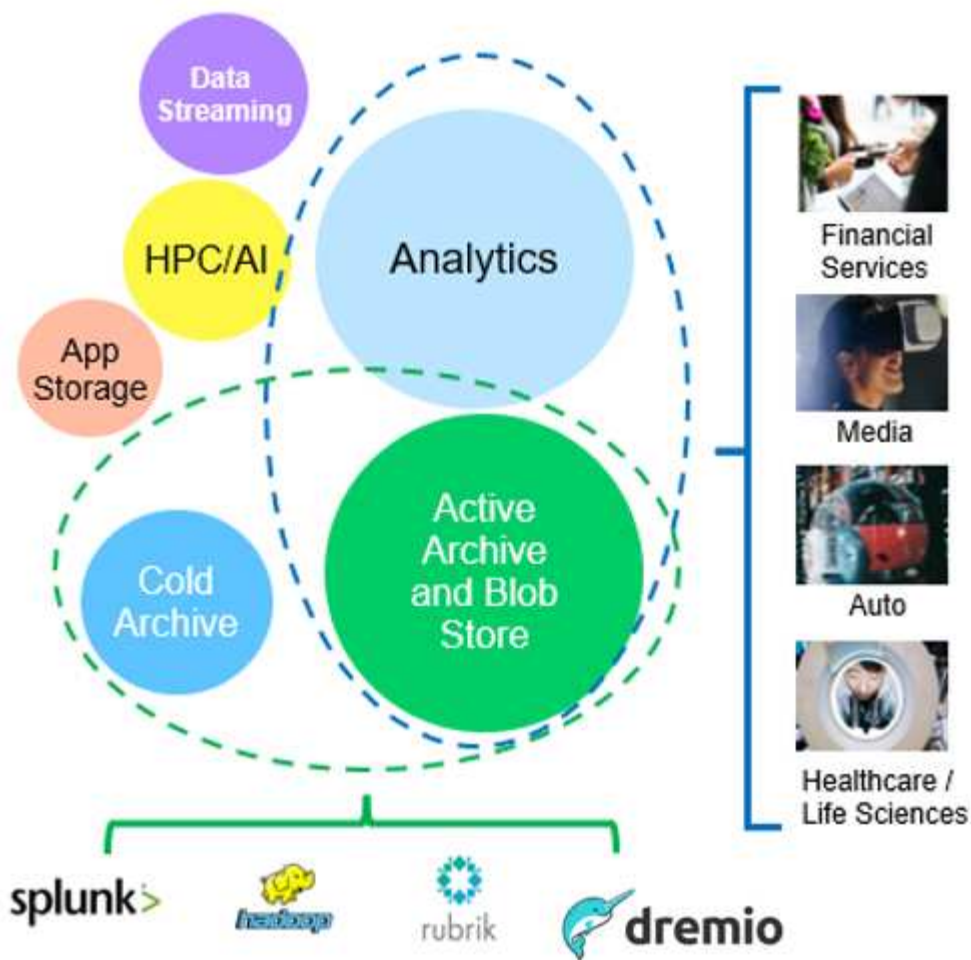 Data
Streaming
HPC/AI
Analytics
App
Storage
Cold
Archive
Active
Archive
and Blob
Store
Financial
Services
Media
Auto
Healthcare /
Life Sciences
splunk>
hadoop
rubrik
dremio